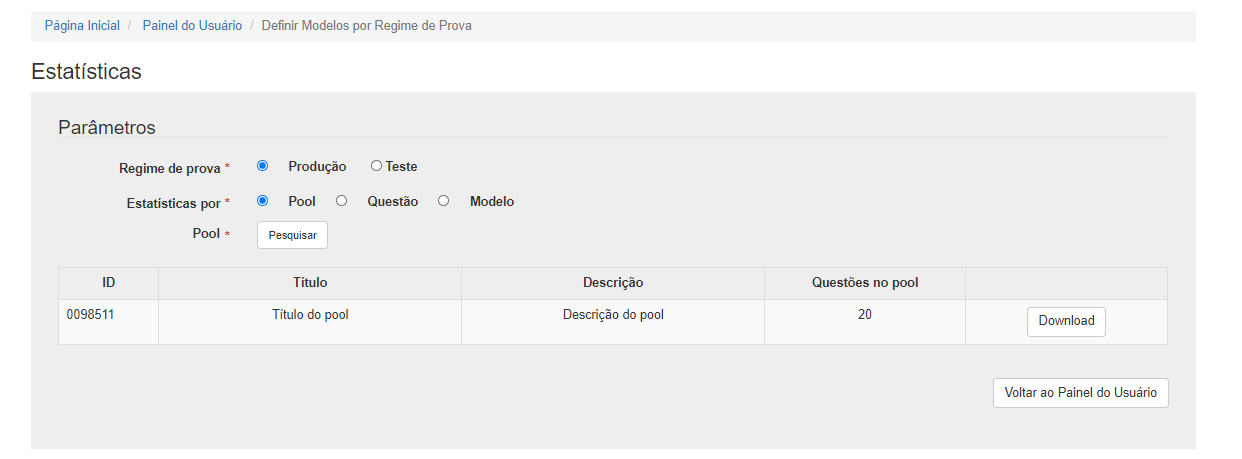 Página Inicial / Painel do Usuário / Definir Modelos por Regime de Prova
Estatísticas
Parâmetros
Regime de prova * Produção Teste
Estatísticas por * Pool Questão Modelo
Pool * Pesquisar
ID Título Descrição Questões no pool
0098511 Título do pool Descrição do pool 20 Download
Voltar ao Painel do Usuário